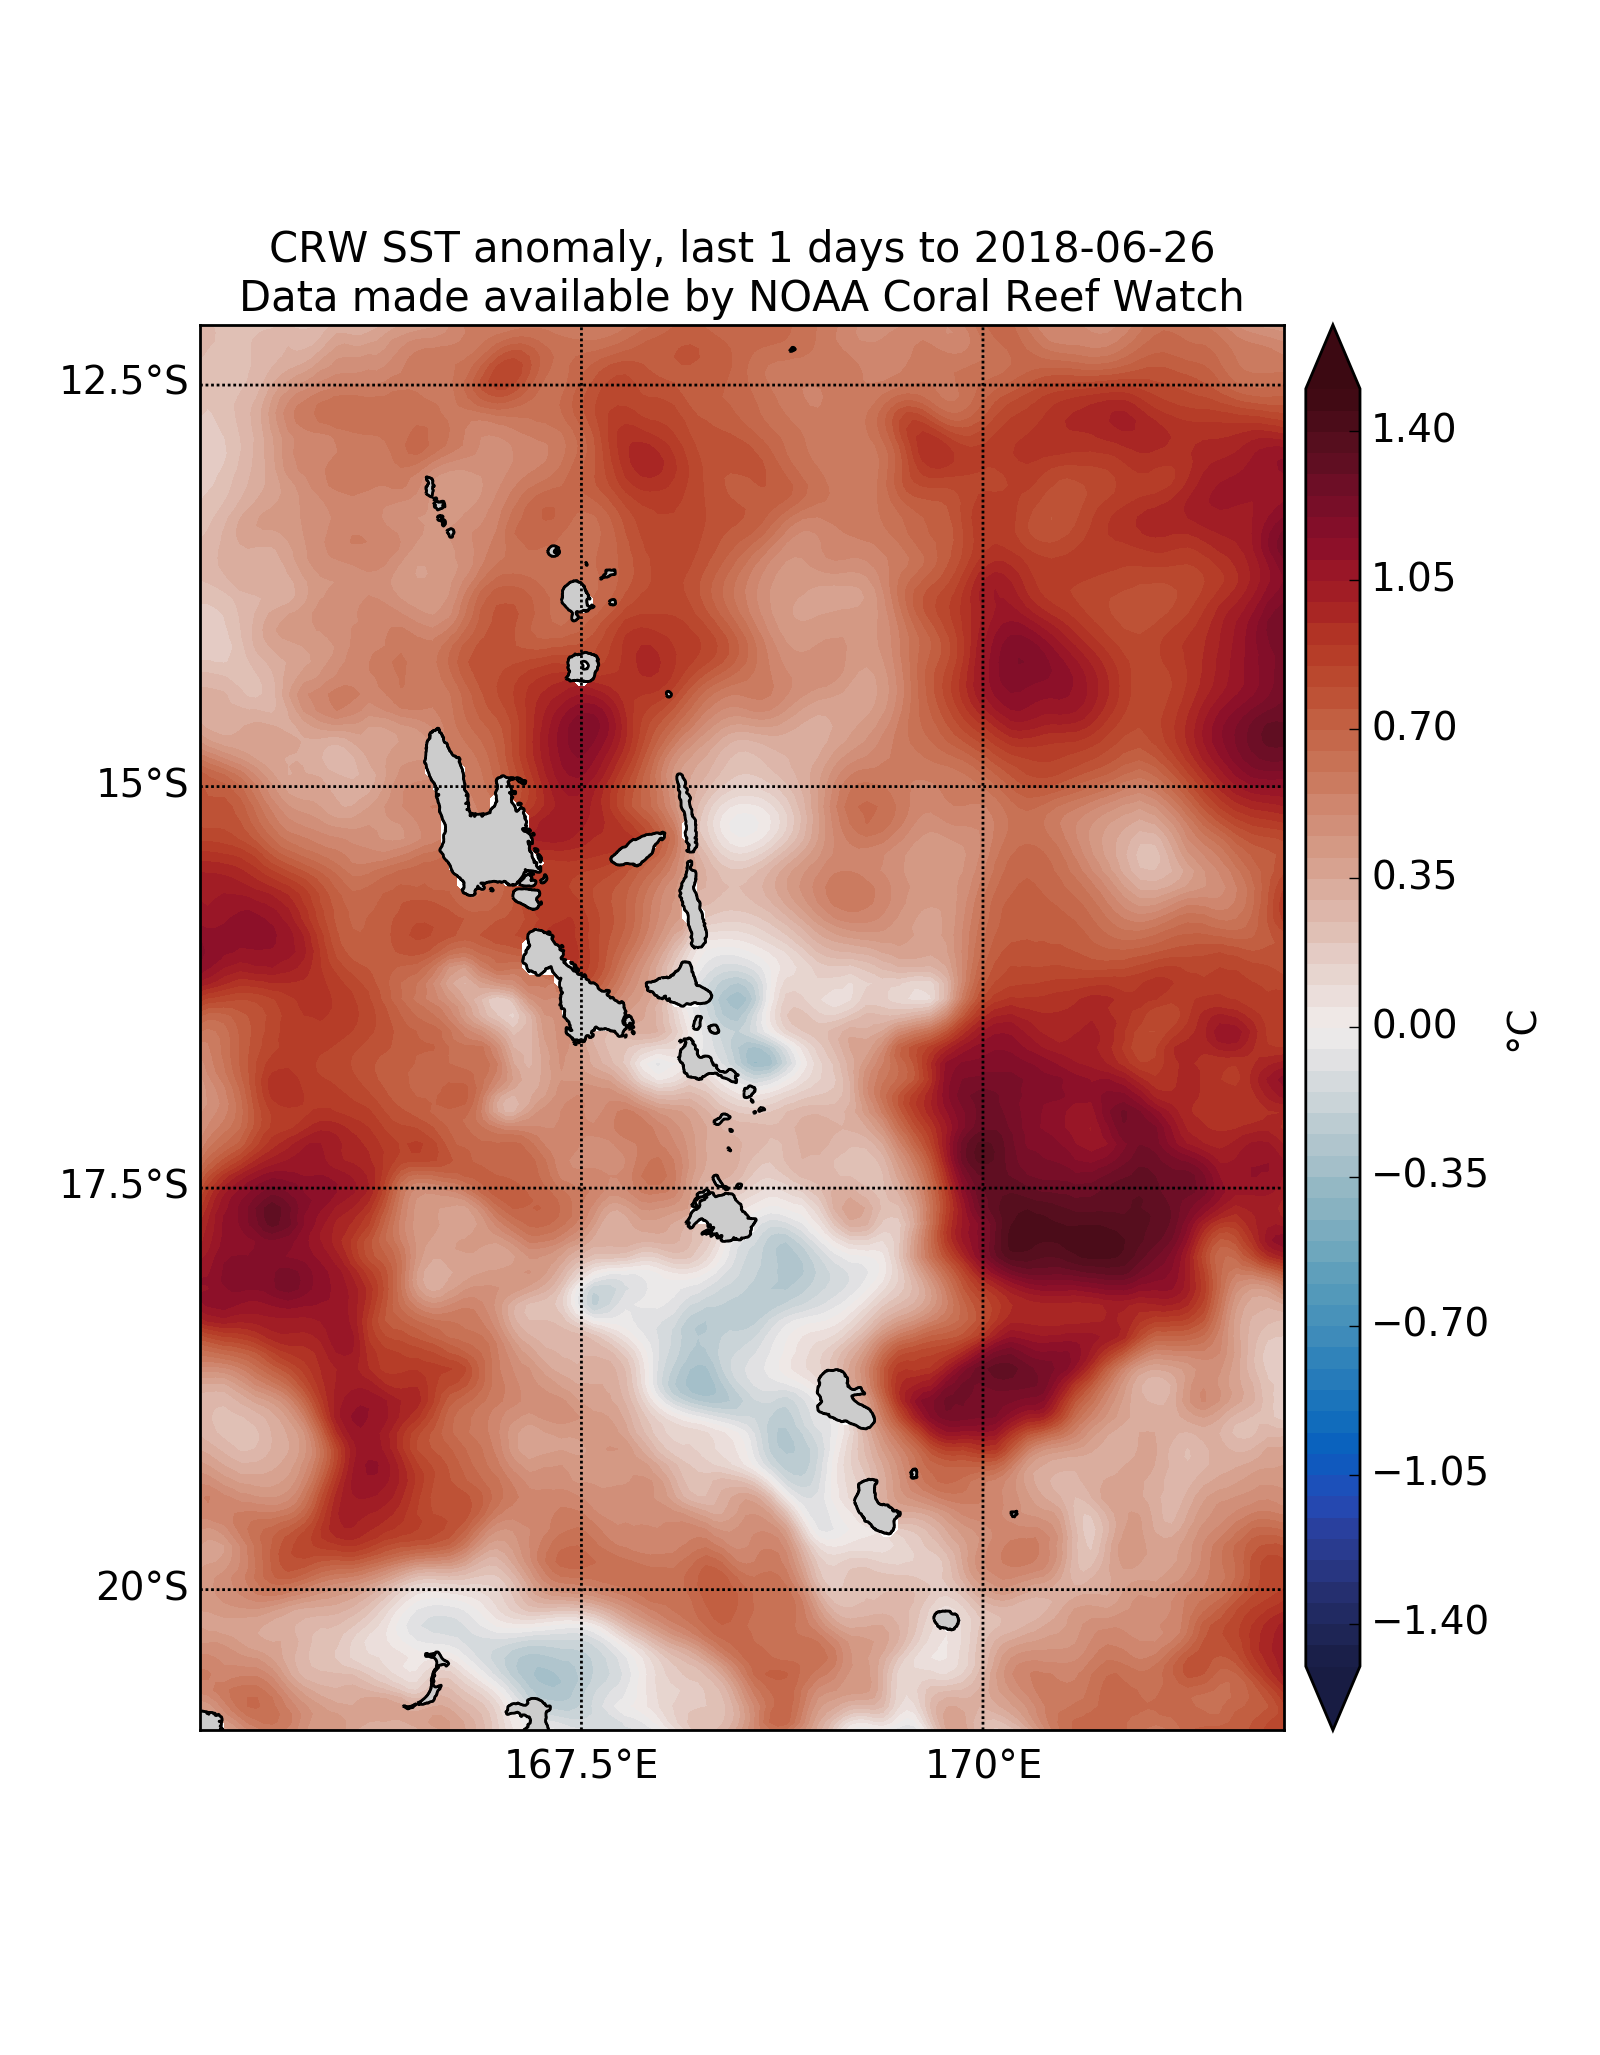 CRW SST anomaly, last 1 days to 2018-06-26
Data made available by NOAA Coral Reef Watch
12.5°S
15°S
17.5°S
20°S
167.5°E
170°E
1.40
1.05
0.70
0.35
0.00
−0.35
−0.70
−1.05
−1.40
°C